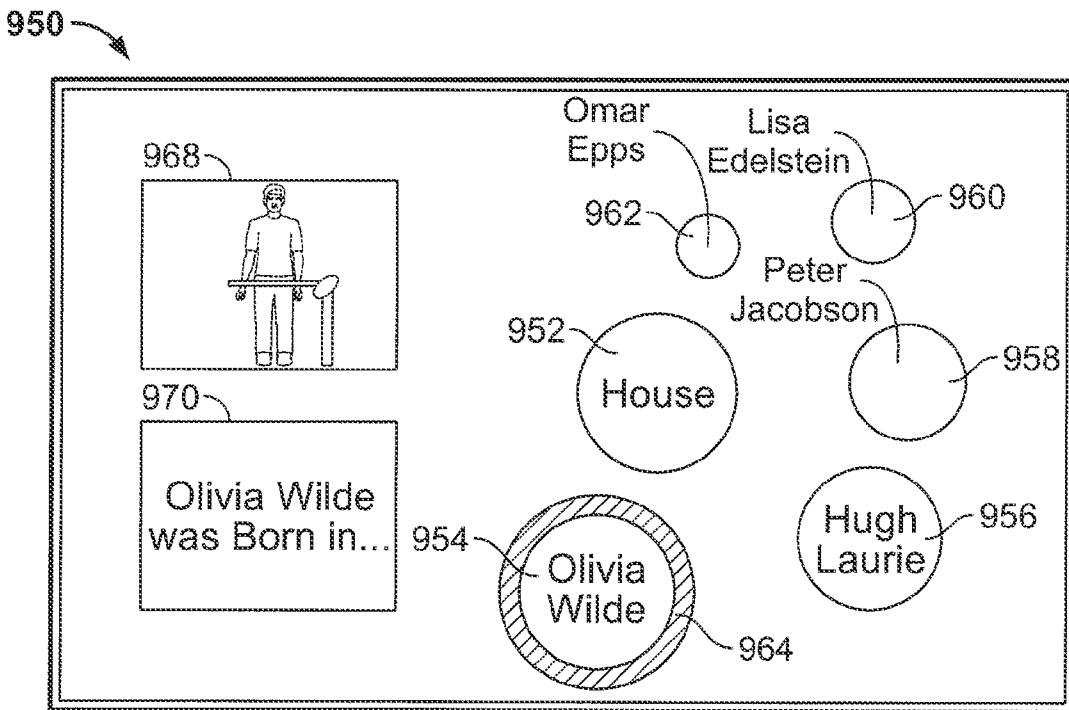 950
968
970
Olivia Wilde
was Born in...
Omar
Epps
Lisa
Edelstein
962
960
Peter
Jacobson
952
House
958
954
Olivia
Wilde
964
Hugh
Laurie
956